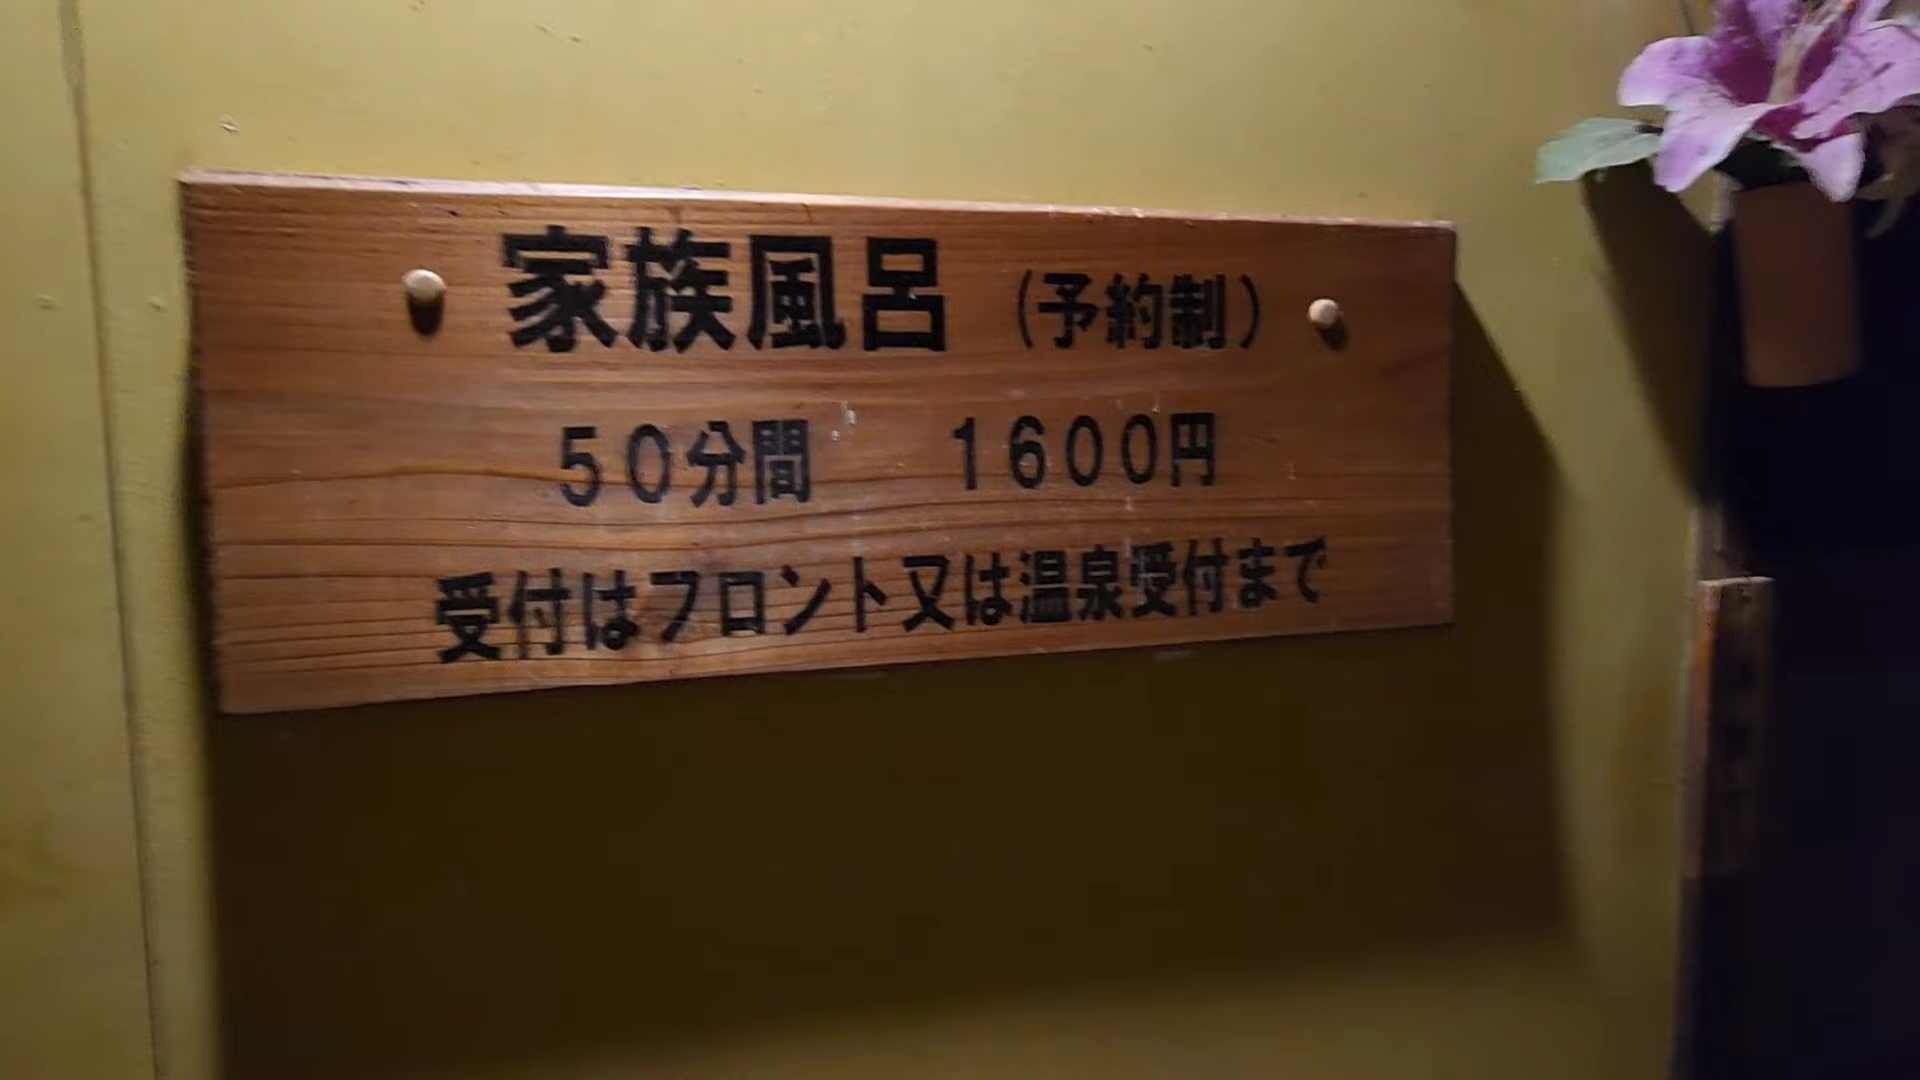 家族風呂（予約制）
５０分間　１６００円
受付はフロント又は温泉受付まで